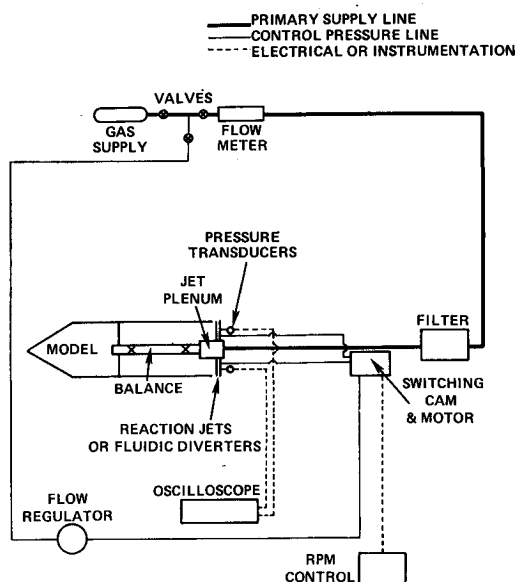 PRIMARY SUPPLY LINE
CONTROL PRESSURE LINE
ELECTRICAL OR INSTRUMENTATION
VALVES
GAS
SUPPLY
FLOW
METER
PRESSURE
TRANSDUCERS
JET
PLENUM
FILTER
MODEL
BALANCE
SWITCHING
CAM
& MOTOR
REACTION JETS
OR FLUIDIC DIVERTERS
OSCILLOSCOPE
FLOW
REGULATOR
RPM
CONTROL